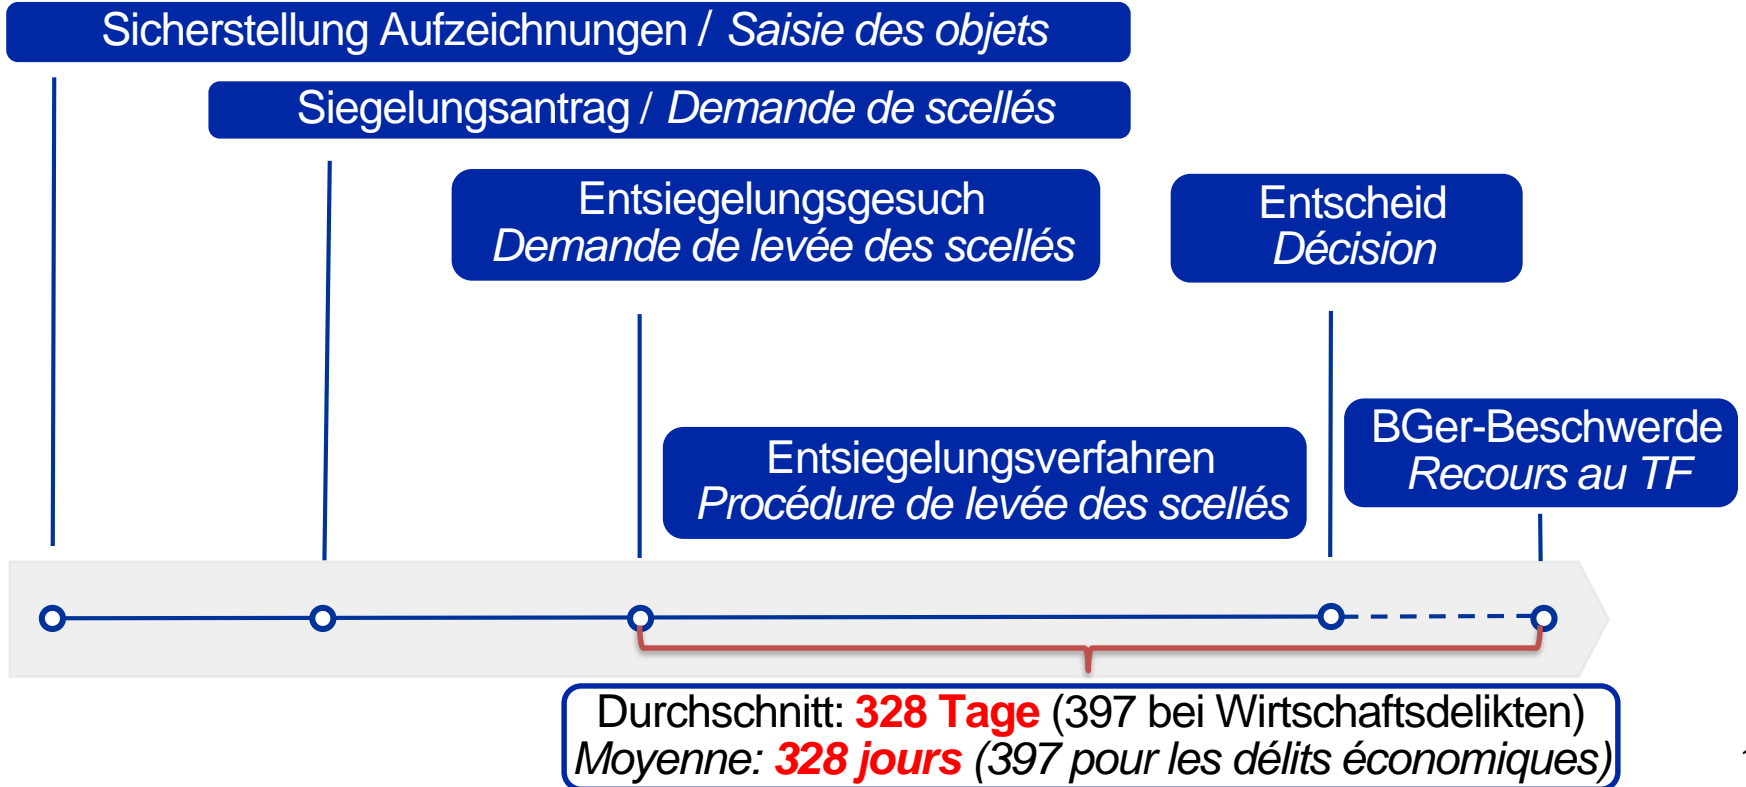 Sicherstellung Aufzeichnungen / Saisie des objets
Siegelungsantrag / Demande de scellés
Entsiegelungsgesuch
Demande de levée des scellés
Entscheid
Décision
BGer-Beschwerde
Recours au TF
Entsiegelungsverfahren
Procédure de levée des scellés
Durchschnitt: 328 Tage (397 bei Wirtschaftsdelikten)
Moyenne: 328 jours (397 pour les délits économiques)